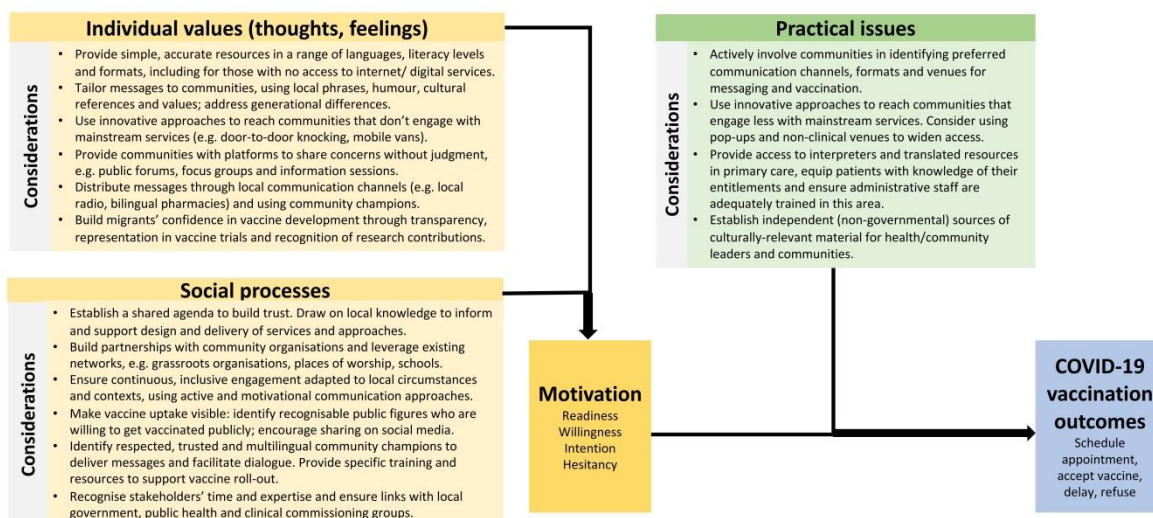 Individual values (thoughts, feelings)
Considerations
• Provide simple, accurate resources in a range of languages, literacy levels
and formats, including for those with no access to internet/ digital services.
• Tailor messages to communities, using local phrases, humour, cultural
references and values; address generational differences.
• Use innovative approaches to reach communities that don't engage with
mainstream services (e.g. door-to-door knocking, mobile vans).
• Provide communities with platforms to share concerns without judgment,
e.g. public forums, focus groups and information sessions.
• Distribute messages through local communication channels (e.g. local
radio, bilingual pharmacies) and using community champions.
• Build migrants' confidence in vaccine development through transparency,
representation in vaccine trials and recognition of research contributions.
Social processes
Considerations
• Establish a shared agenda to build trust. Draw on local knowledge to inform
and support design and delivery of services and approaches.
• Build partnerships with community organisations and leverage existing
networks, e.g. grassroots organisations, places of worship, schools.
• Ensure continuous, inclusive engagement adapted to local circumstances
and contexts, using active and motivational communication approaches.
• Make vaccine uptake visible: identify recognisable public figures who are
willing to get vaccinated publicly; encourage sharing on social media.
• Identify respected, trusted and multilingual community champions to
deliver messages and facilitate dialogue. Provide specific training and
resources to support vaccine roll-out.
• Recognise stakeholders' time and expertise and ensure links with local
government, public health and clinical commissioning groups.
Practical issues
Considerations
• Actively involve communities in identifying preferred
communication channels, formats and venues for
messaging and vaccination.
• Use innovative approaches to reach communities that
engage less with mainstream services. Consider using
pop-ups and non-clinical venues to widen access.
• Provide access to interpreters and translated resources
in primary care, equip patients with knowledge of their
entitlements and ensure administrative staff are
adequately trained in this area.
• Establish independent (non-governmental) sources of
culturally-relevant material for health/community
leaders and communities.
Motivation
Readiness
Willingness
Intention
Hesitancy
COVID-19
vaccination
outcomes
Schedule
appointment,
accept vaccine,
delay, refuse